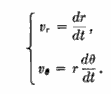 v_r = dr/dt,
v_θ = r dθ/dt.